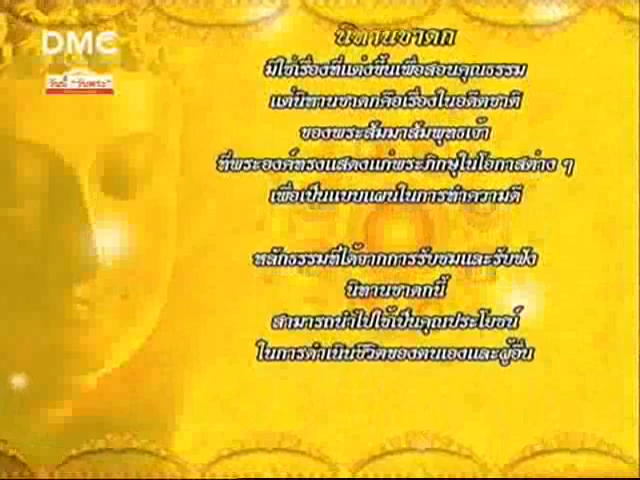 DMC
วันนี้ "วันพระ"
นิทานชาดก
มิใช่เรื่องที่แต่งขึ้นเพื่อสอนคุณธรรม
แต่นิทานชาดกคือเรื่องในอดีตชาติ
ของพระสัมมาสัมพุทธเจ้า
ที่พระองค์ทรงแสดงแก่พระภิกษุในโอกาสต่าง ๆ
เพื่อเป็นแบบแผนในการทำความดี
หลักธรรมที่ได้จากการรับชมและรับฟัง
นิทานชาดกนี้
สามารถนำไปใช้เป็นคุณประโยชน์
ในการดำเนินชีวิตของตนเองและผู้อื่น